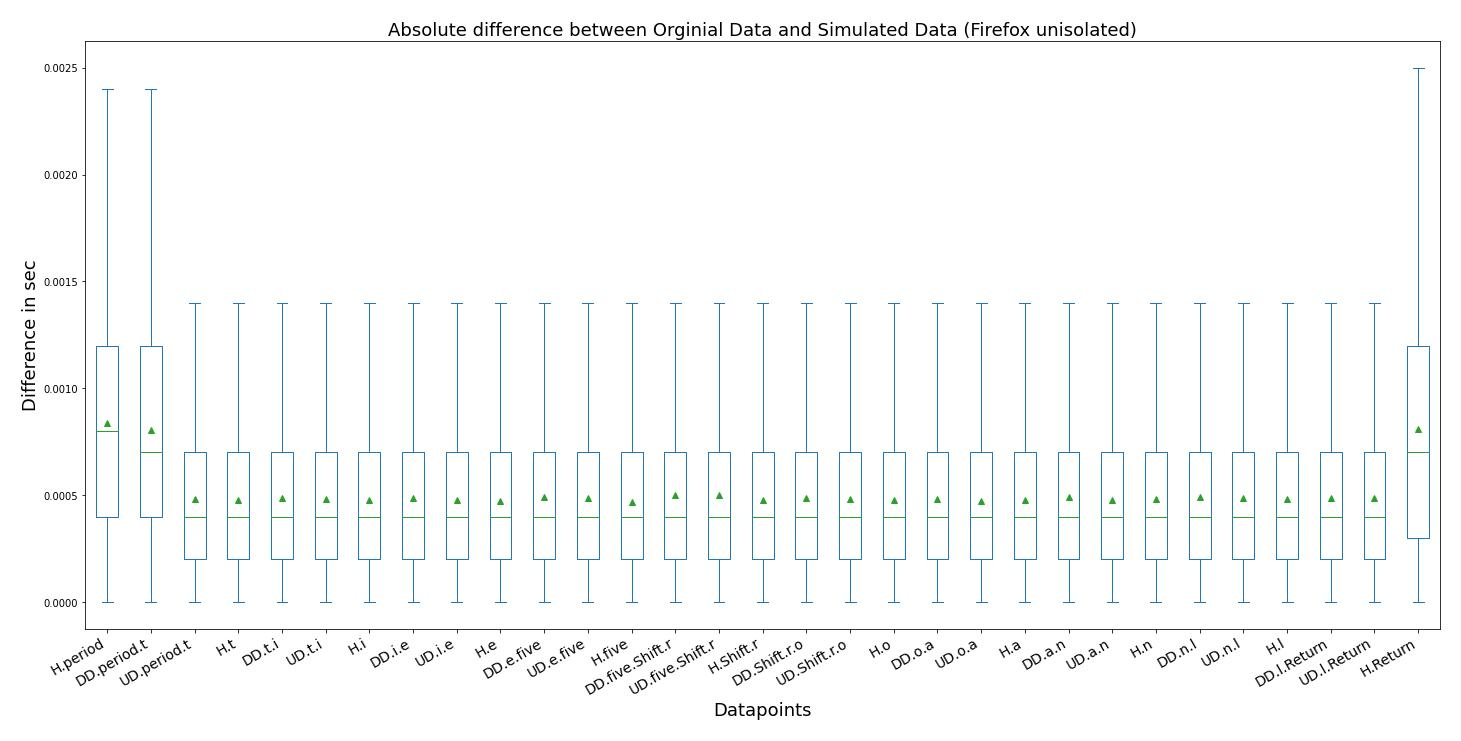 Absolute difference between Orginial Data and Simulated Data (Firefox unisolated)
0.0025
0.0020
0.0015
0.0010
0.0005
0.0000
Difference in sec
H.period
DD.period.t
UD.period.t
H.t
DD.t.i
UD.t.i
H.i
DD.i.e
UD.i.e
H.e
DD.e.five
UD.e.five
H.five
DD.five.Shift.r
UD.five.Shift.r
H.Shift.r
DD.Shift.r.o
UD.Shift.r.o
H.o
DD.o.a
UD.o.a
H.a
DD.a.n
UD.a.n
H.n
DD.n.l
UD.n.l
H.l
DD.l.Return
UD.l.Return
H.Return
Datapoints